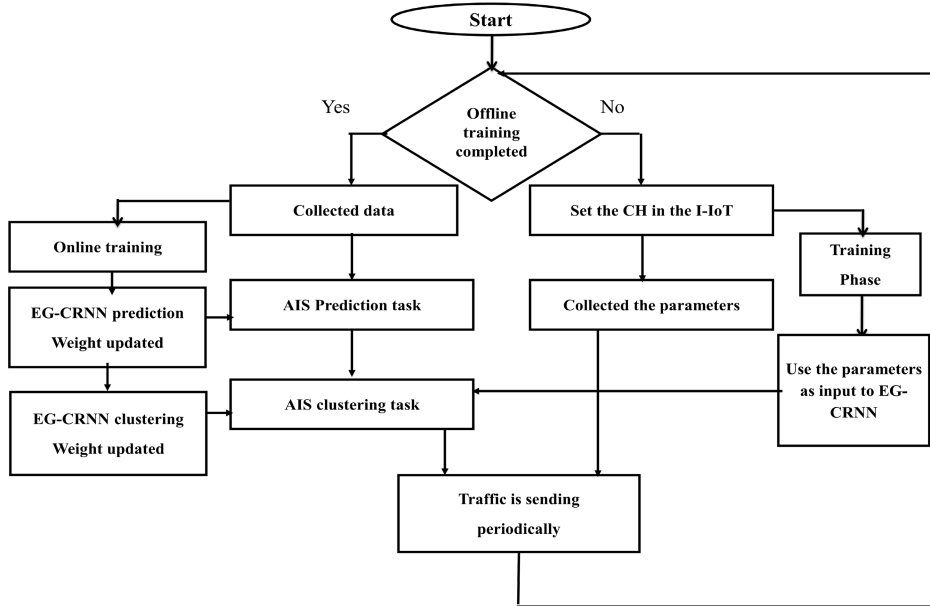 Start
Yes
No
Offline
training
completed
Collected data
Set the CH in the I-IoT
Online training
Training
Phase
AIS Prediction task
Collected the parameters
EG-CRNN prediction
Weight updated
Use the parameters
as input to EG-
CRNN
AIS clustering task
EG-CRNN clustering
Weight updated
Traffic is sending
periodically